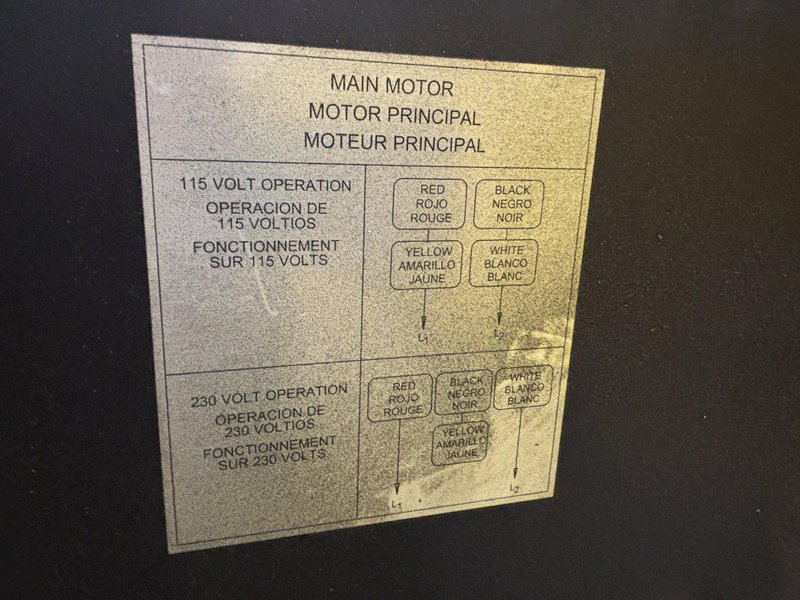 MAIN MOTOR
MOTOR PRINCIPAL
MOTEUR PRINCIPAL
115 VOLT OPERATION
OPERACION DE
115 VOLTIOS
FONCTIONNEMENT
SUR 115 VOLTS
RED
ROJO
ROUGE
BLACK
NEGRO
NOIR
YELLOW
AMARILLO
JAUNE
WHITE
BLANCO
BLANC
L1
L2
230 VOLT OPERATION
OPERACION DE
230 VOLTIOS
FONCTIONNEMENT
SUR 230 VOLTS
RED
ROJO
ROUGE
BLACK
NEGRO
NOIR
WHITE
BLANCO
BLANC
YELLOW
AMARILLO
JAUNE
L1
L2